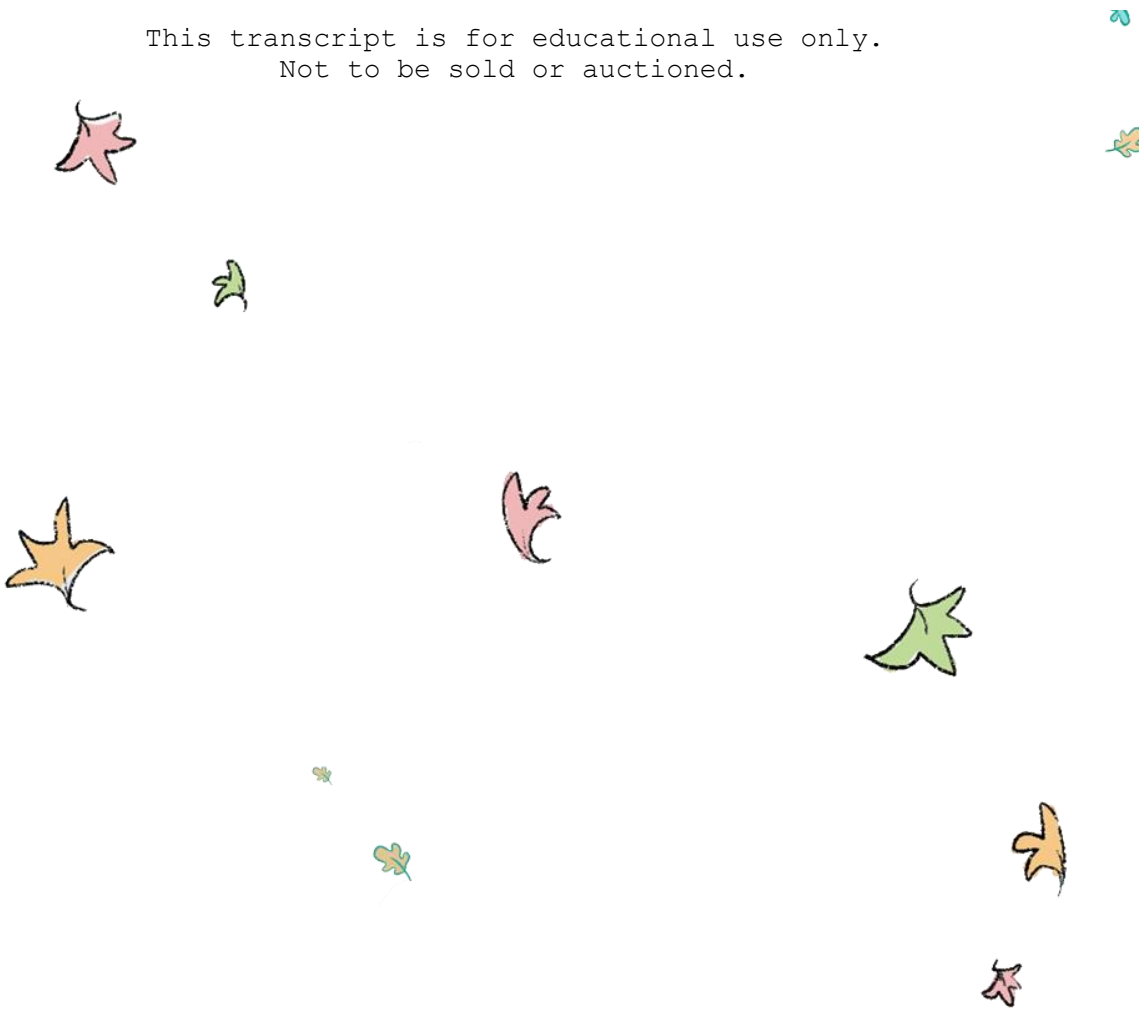 This transcript is for educational use only.
Not to be sold or auctioned.